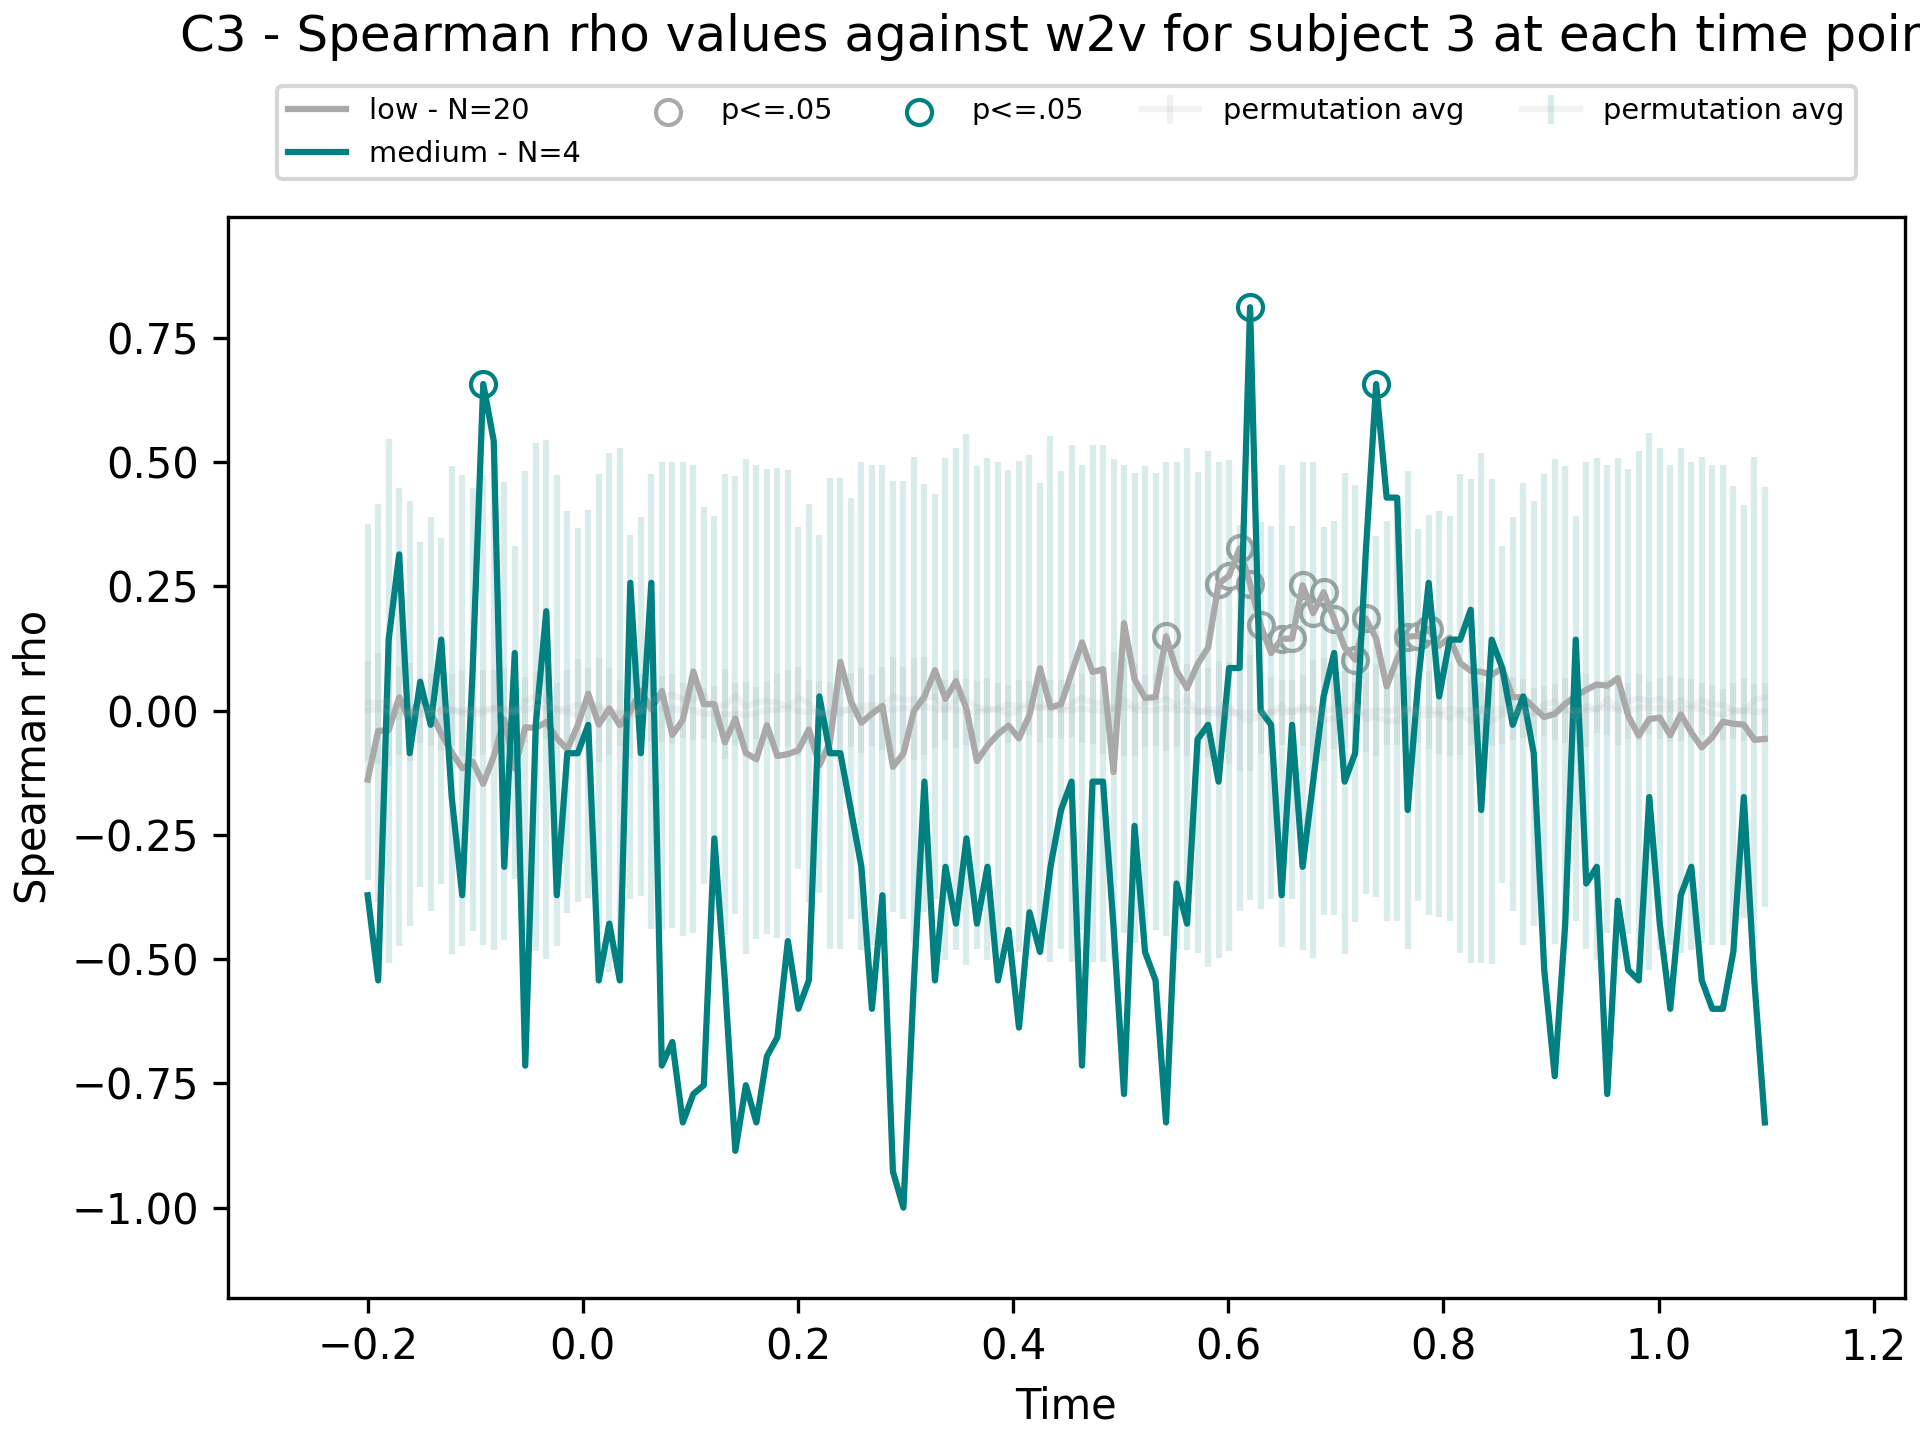 C3 - Spearman rho values against w2v for subject 3 at each time poin
low - N=20
medium - N=4
p<=.05
p<=.05
permutation avg
permutation avg
Spearman rho
0.75
0.50
0.25
0.00
−0.25
−0.50
−0.75
−1.00
−0.2
0.0
0.2
0.4
0.6
0.8
1.0
1.2
Time